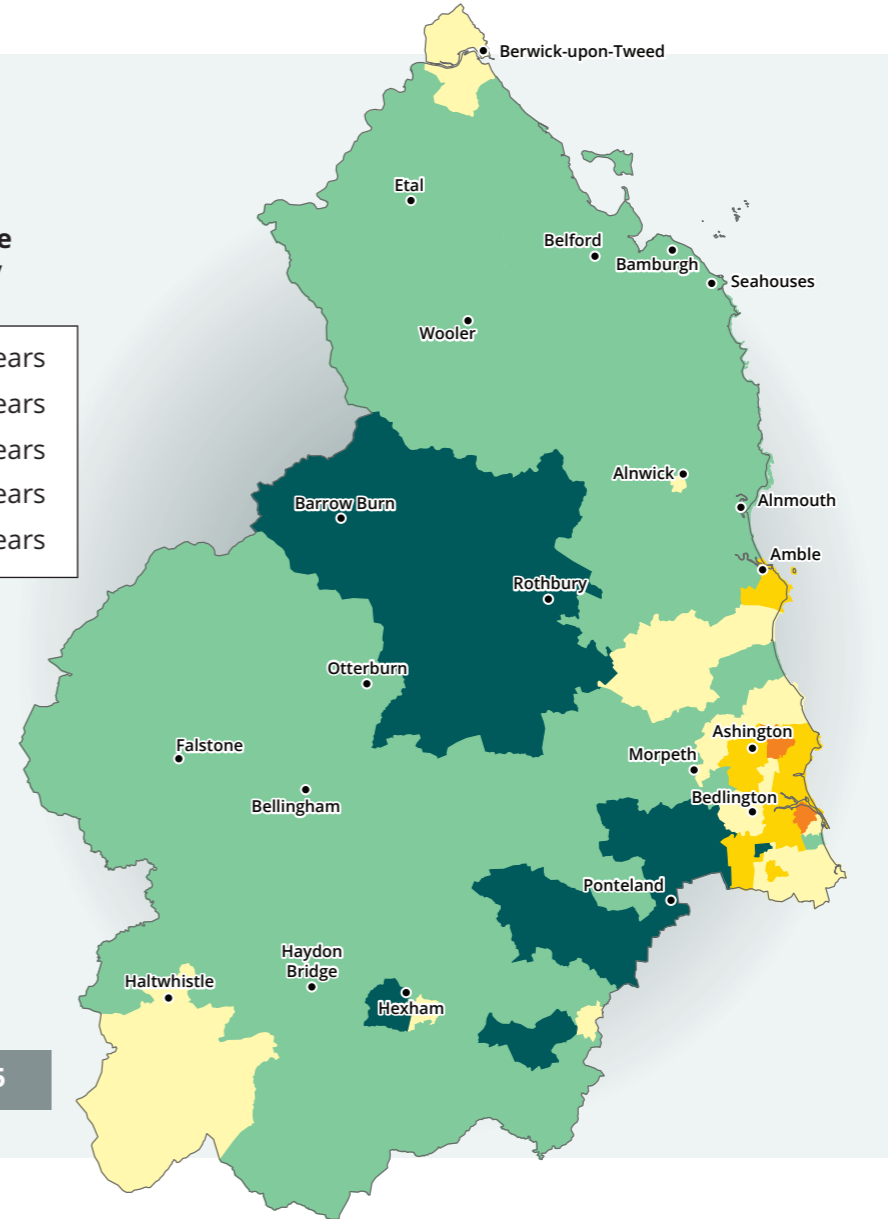 Berwick-upon-Tweed
Etal
Belford
Bamburgh
Seahouses
Wooler
Alnwick
Alnmouth
Barrow Burn
Amble
Rothbury
Otterburn
Ashington
Falstone
Morpeth
Bellingham
Bedlington
Ponteland
Haydon
Bridge
Haltwhistle
Hexham